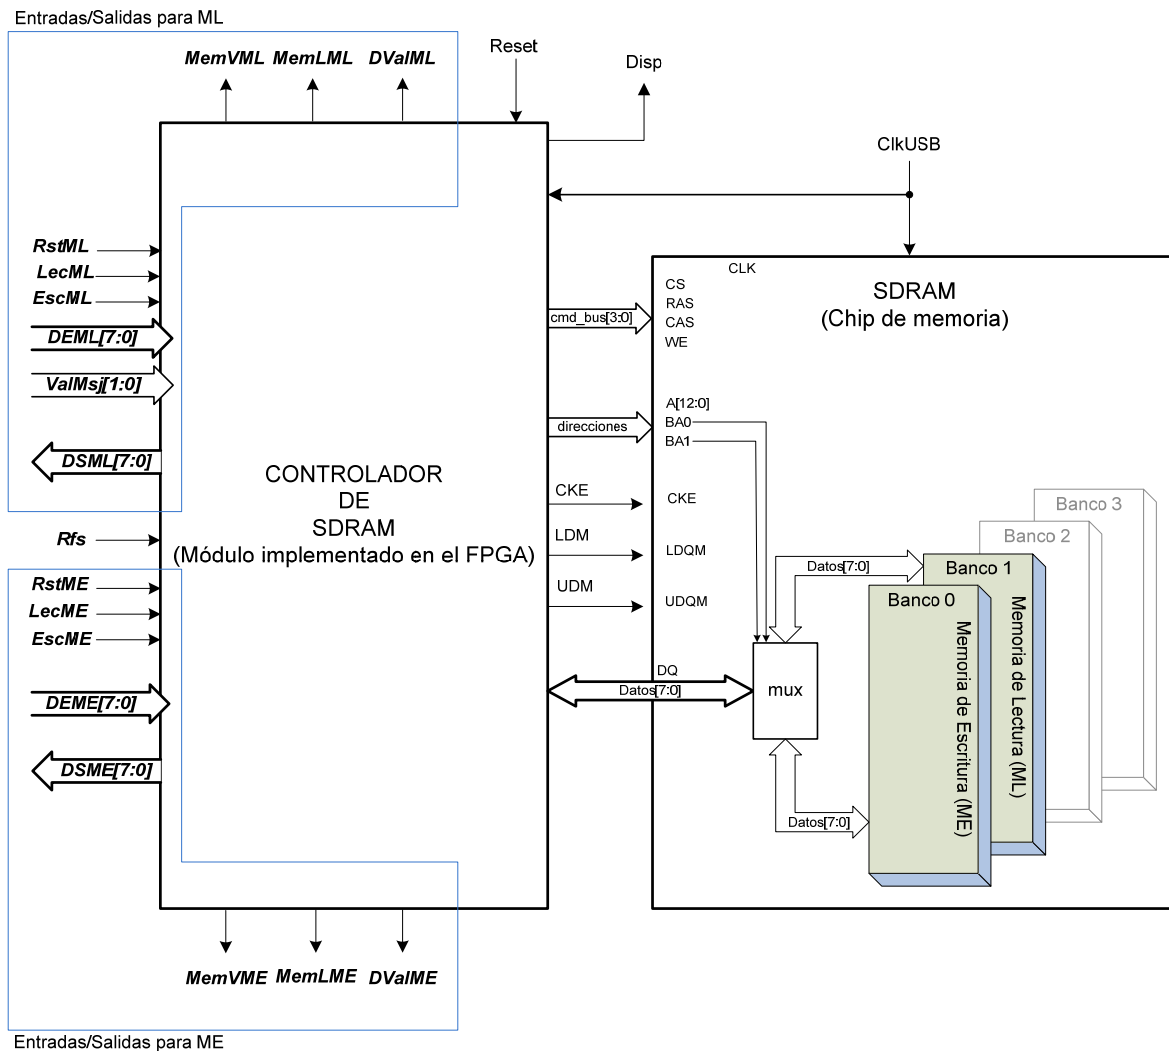 Entradas/Salidas para ML
MemVML
MemLML
DValML
Reset
Disp
ClkUSB
RstML
LecML
EscML
DEML[7:0]
ValMsj[1:0]
DSML[7:0]
Rfs
RstME
LecME
EscME
DEME[7:0]
DSME[7:0]
CONTROLADOR
DE
SDRAM
(Módulo implementado en el FPGA)
cmd_bus[3:0]
direcciones
CKE
LDM
UDM
Datos[7:0]
CLK
CS
RAS
CAS
WE
SDRAM
(Chip de memoria)
A[12:0]
BA0
BA1
CKE
LDQM
UDQM
DQ
mux
Datos[7:0]
Datos[7:0]
Banco 3
Banco 2
Banco 1
Memoria de Lectura (ML)
Banco 0
Memoria de Escritura (ME)
MemVME
MemLME
DValME
Entradas/Salidas para ME